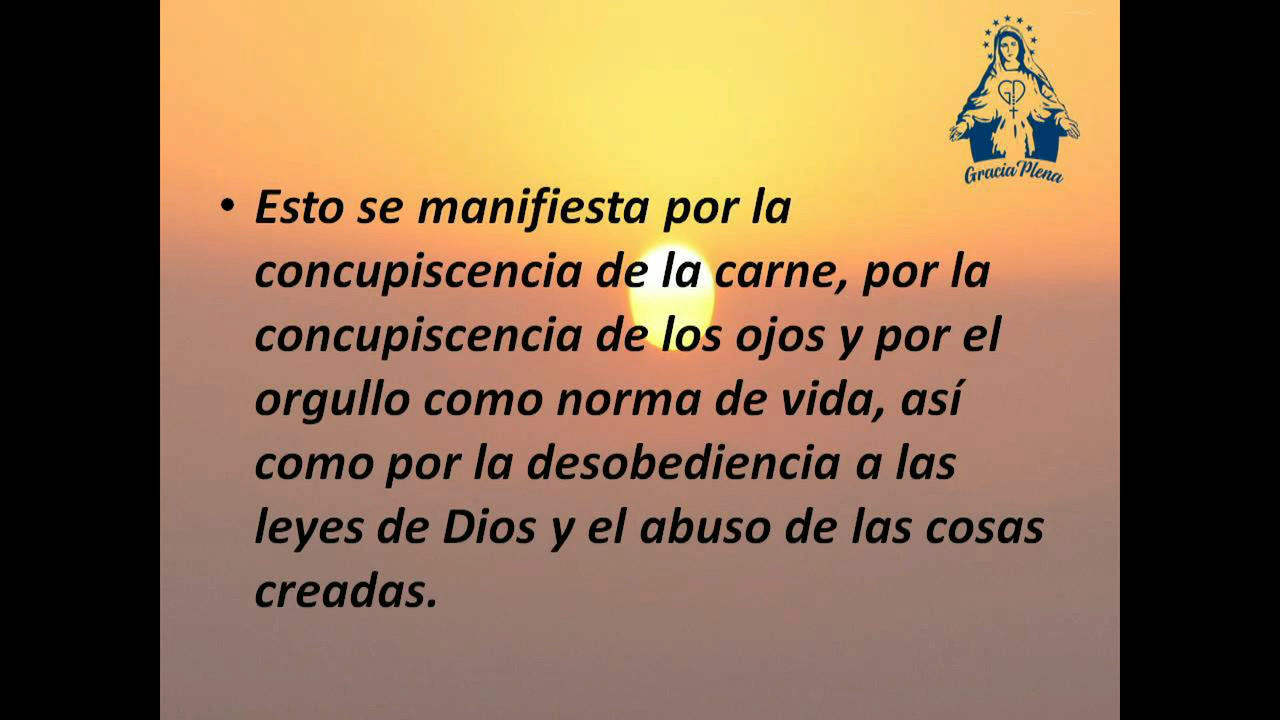 Gracia Plena
• Esto se manifiesta por la
concupiscencia de la carne, por la
concupiscencia de los ojos y por el
orgullo como norma de vida, así
como por la desobediencia a las
leyes de Dios y el abuso de las cosas
creadas.